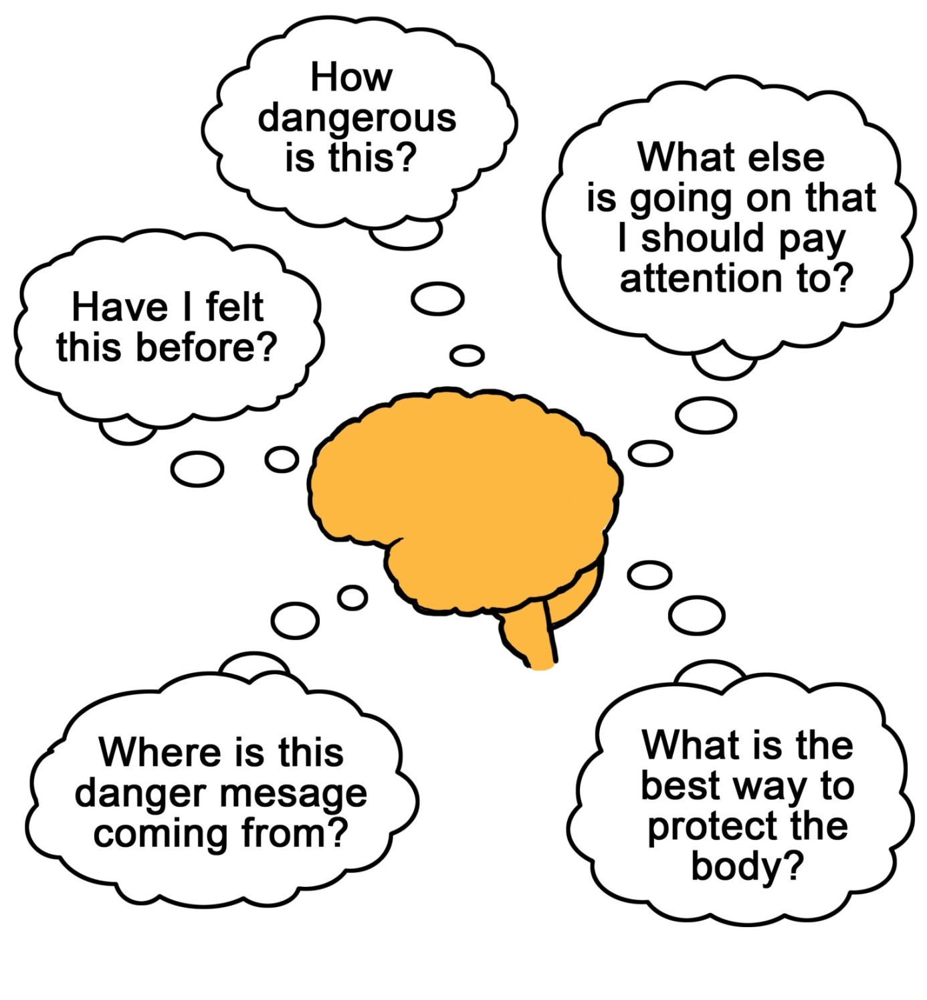 How
dangerous
is this?
What else
is going on that
I should pay
attention to?
Have I felt
this before?
Where is this
danger mesage
coming from?
What is the
best way to
protect the
body?